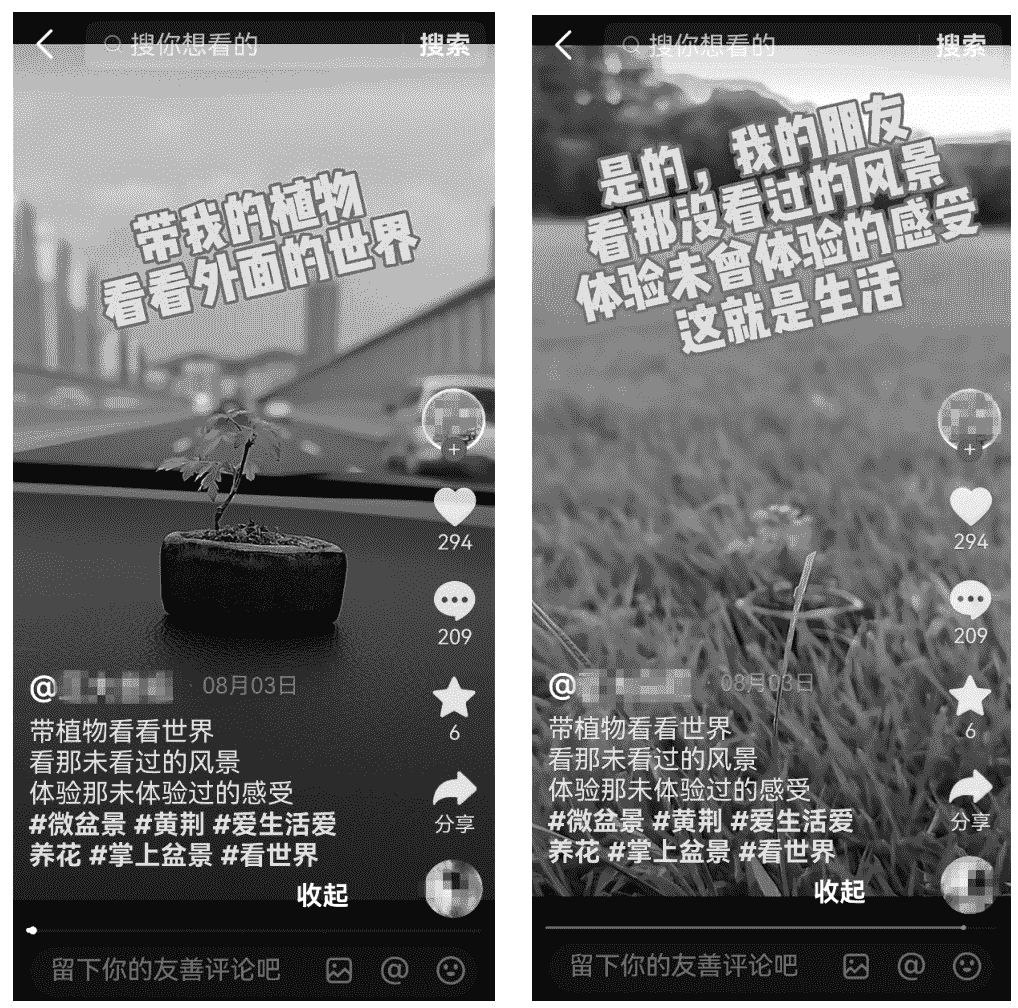 搜你想看的 搜索
带我的植物
看看外面的世界
294
209
@ · 08月03日
6
带植物看看世界
看那未看过的风景
体验那未体验过的感受
#微盆景 #黄荆 #爱生活爱
养花 #掌上盆景 #看世界
分享
收起
留下你的友善评论吧
搜你想看的 搜索
是的，我的朋友
看那没看过的风景
体验未曾体验的感受
这就是生活
294
209
@ · 08月03日
6
带植物看看世界
看那未看过的风景
体验那未体验过的感受
#微盆景 #黄荆 #爱生活爱
养花 #掌上盆景 #看世界
分享
收起
留下你的友善评论吧